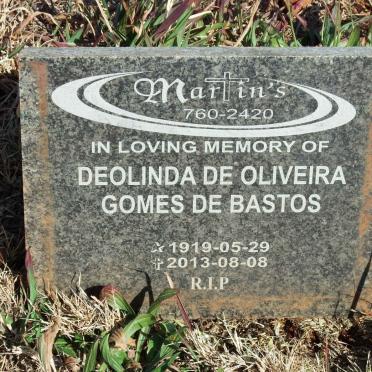 Martin's
760-2420
IN LOVING MEMORY OF
DEOLINDA DE OLIVEIRA
GOMES DE BASTOS
✰ 1919-05-29
✞ 2013-08-08
R.I.P